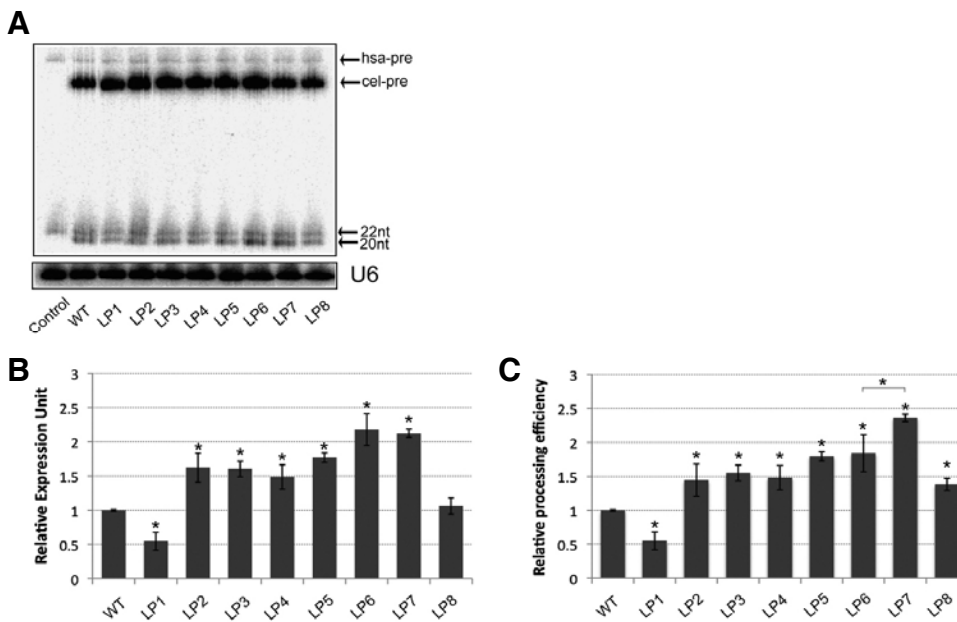 A
hsa-pre
cel-pre
22nt
20nt
U6
Control WT LP1 LP2 LP3 LP4 LP5 LP6 LP7 LP8
B
Relative Expression Unit
3
2.5
2
1.5
1
0.5
0
* * * * * * *
WT LP1 LP2 LP3 LP4 LP5 LP6 LP7 LP8
C
Relative processing efficiency
3
2.5
2
1.5
1
0.5
0
*
* * * * * * * *
WT LP1 LP2 LP3 LP4 LP5 LP6 LP7 LP8